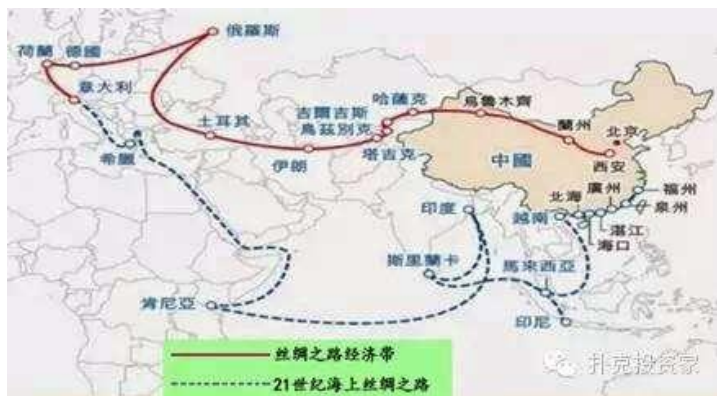 俄羅斯
荷蘭 德國
意大利
希臘
土耳其
伊朗
吉爾吉斯
烏茲別克
塔吉克
哈薩克
烏魯木齊
蘭州
北京
西安
中國
福州
泉州
廣州
湛江
北海
海口
越南
印度
斯里蘭卡
馬來西亞
印尼
肯尼亞
丝绸之路经济带
21世纪海上丝绸之路
扑克投资家